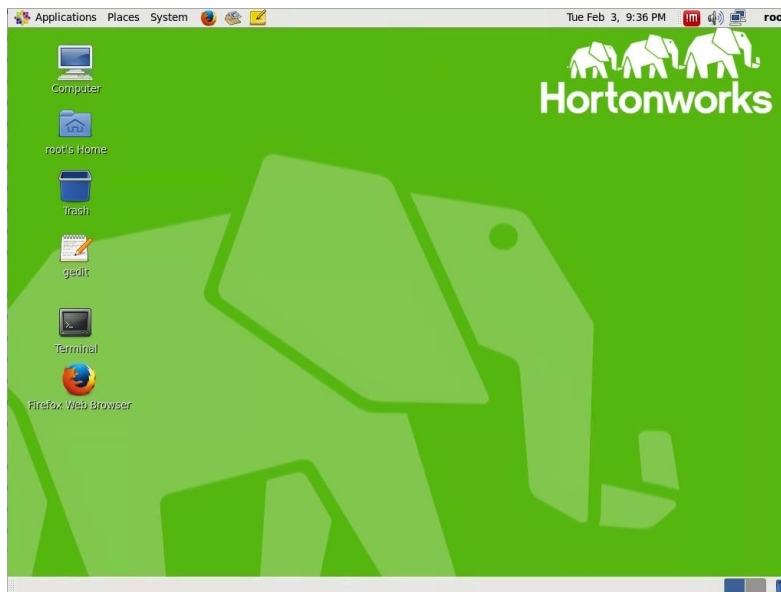 Applications Places System Tue Feb 3, 9:36 PM !m roo
Hortonworks
Computer
root's Home
Trash
gedit
Terminal
Firefox Web Browser